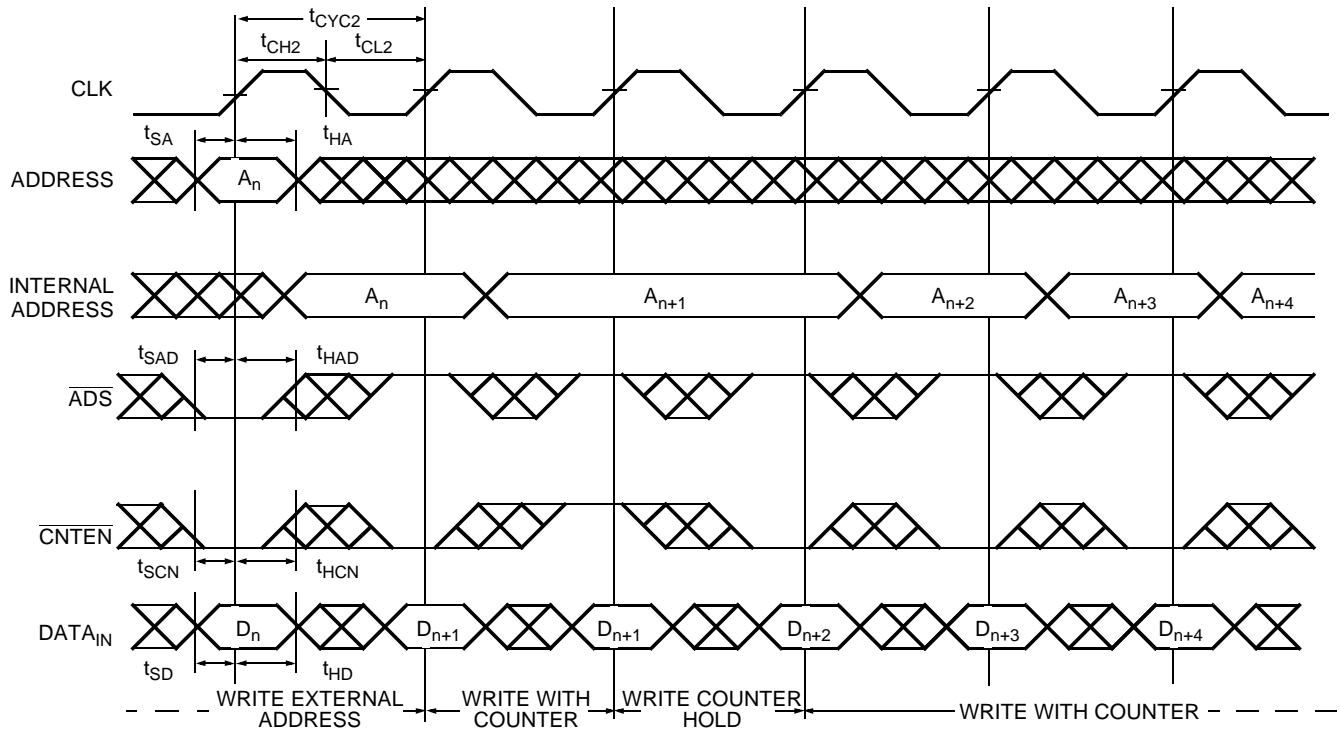 tCYC2
tCH2 tCL2
CLK
tSA tHA
ADDRESS An
INTERNAL
ADDRESS An An+1 An+2 An+3 An+4
tSAD tHAD
ADS
CNTEN
tSCN tHCN
DATAIN Dn Dn+1 Dn+1 Dn+2 Dn+3 Dn+4
tSD tHD
WRITE EXTERNAL
ADDRESS
WRITE WITH
COUNTER
WRITE COUNTER
HOLD
WRITE WITH COUNTER